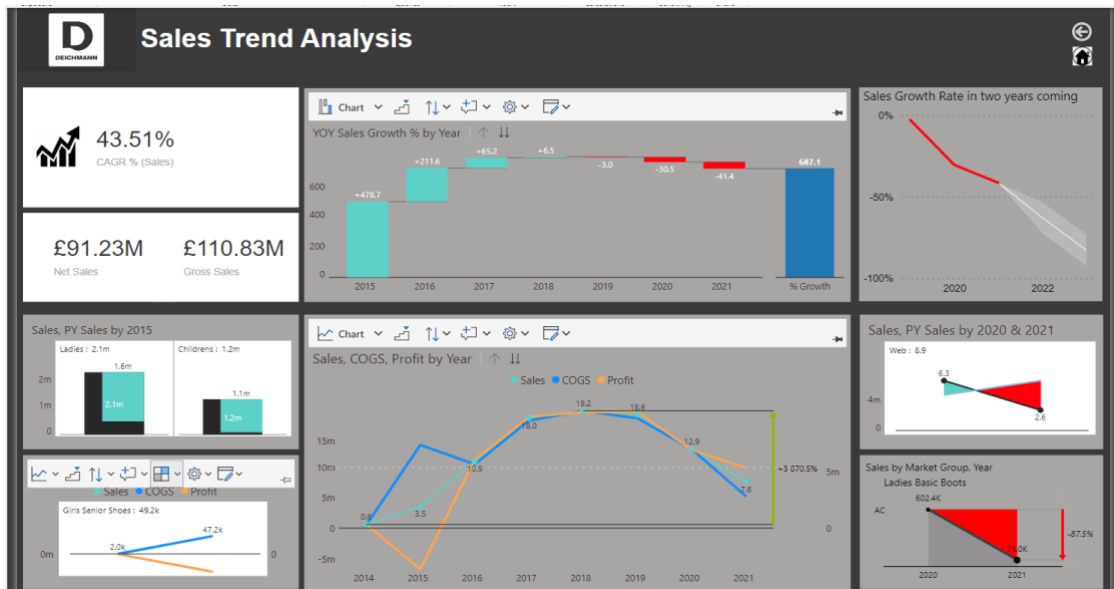 D
DEICHMANN
Sales Trend Analysis
43.51%
CAGR % (Sales)
£91.23M
Net Sales
£110.83M
Gross Sales
Chart
YOY Sales Growth % by Year
+478.7
+211.6
+65.2
+6.5
-3.0
-30.5
-41.4
687.1
600
400
200
0
2015
2016
2017
2018
2019
2020
2021
% Growth
Sales Growth Rate in two years coming
0%
-50%
-100%
2020
2022
Sales, PY Sales by 2015
Ladies : 2.1m
Childrens : 1.2m
1.6m
1.1m
2m
2.1m
1m
1.2m
0
Sales COGS Profit
Girls Senior Shoes : 49.2k
47.2k
2.0k
0m
0
Chart
Sales, COGS, Profit by Year
Sales COGS Profit
19.2
18.6
18.0
15m
12.9
10m
10.9
+3 070.5%
5m
7.6
5m
3.5
0.6
0
0
-5m
2014
2015
2016
2017
2018
2019
2020
2021
Sales, PY Sales by 2020 & 2021
Web : 8.9
6.3
4m
2.6
0
Sales by Market Group, Year
Ladies Basic Boots
602.4K
AC
-87.5%
2020
2021